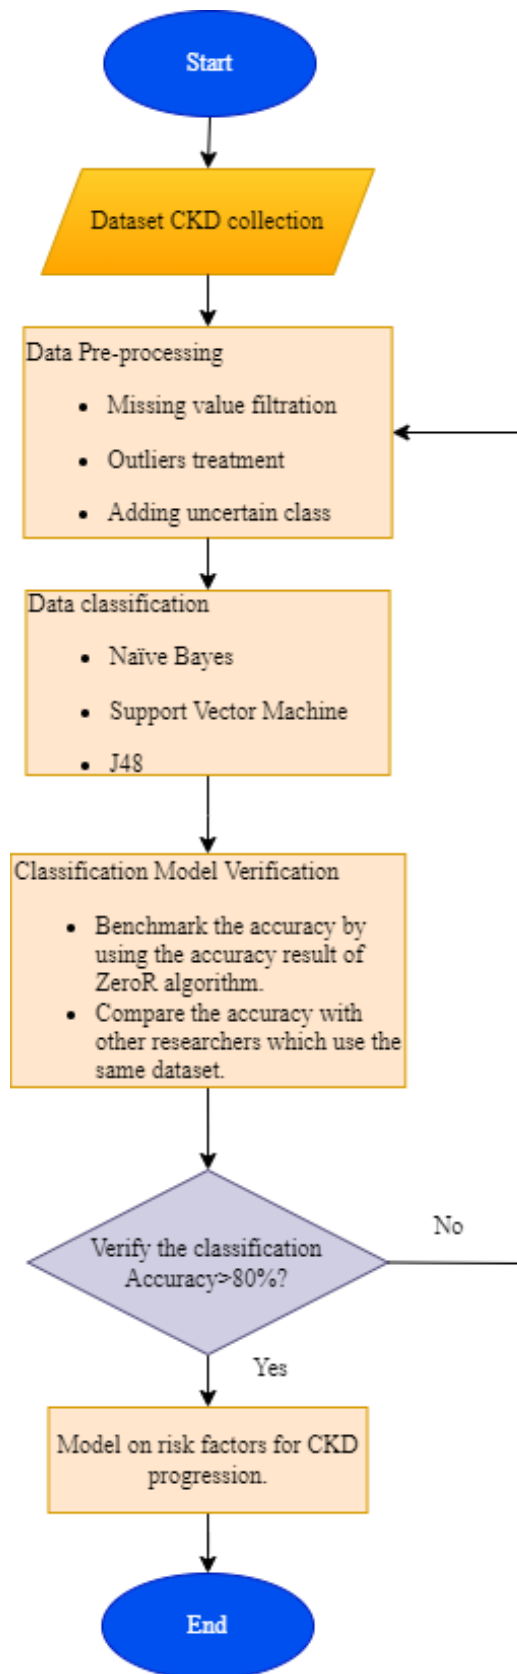 Start
Dataset CKD collection
Data Pre-processing
• Missing value filtration
• Outliers treatment
• Adding uncertain class
Data classification
• Naïve Bayes
• Support Vector Machine
• J48
Classification Model Verification
• Benchmark the accuracy by
using the accuracy result of
ZeroR algorithm.
• Compare the accuracy with
other researchers which use the
same dataset.
Verify the classification
Accuracy>80%?
No
Yes
Model on risk factors for CKD
progression.
End